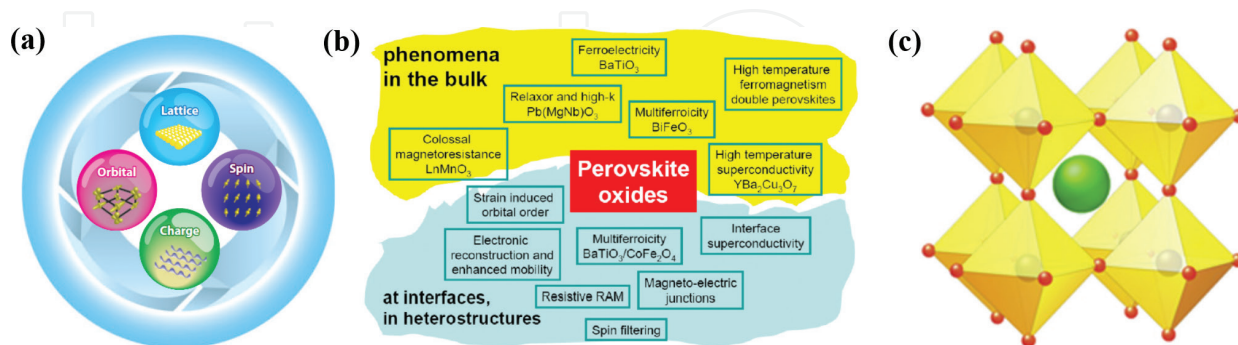 (a)
Lattice
Orbital
Spin
Charge
(b)
phenomena
in the bulk
Ferroelectricity
BaTiO₃
High temperature
ferromagnetism
double perovskites
Relaxor and high-k
Pb(MgNb)O₃
Multiferroicity
BiFeO₃
Colossal
magnetoresistance
LnMnO₃
High temperature
superconductivity
YBa₂Cu₃O₇
Perovskite
oxides
Strain induced
orbital order
Interface
superconductivity
Electronic
reconstruction and
enhanced mobility
Multiferroicity
BaTiO₃/CoFe₂O₄
Magneto-electric
junctions
Resistive RAM
at interfaces,
in heterostructures
Spin filtering
(c)